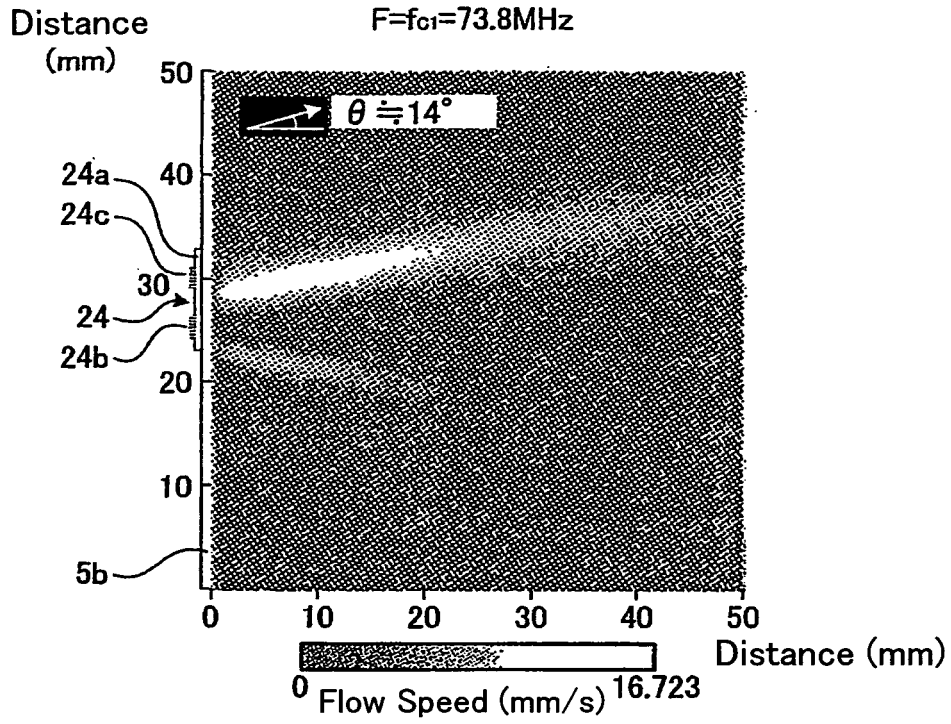 Distance
(mm)
F=fc1=73.8MHz
50
θ≒14°
40
24a
24c
30
24
24b
20
10
5b
0 10 20 30 40 50
Distance (mm)
0 16.723
Flow Speed (mm/s)